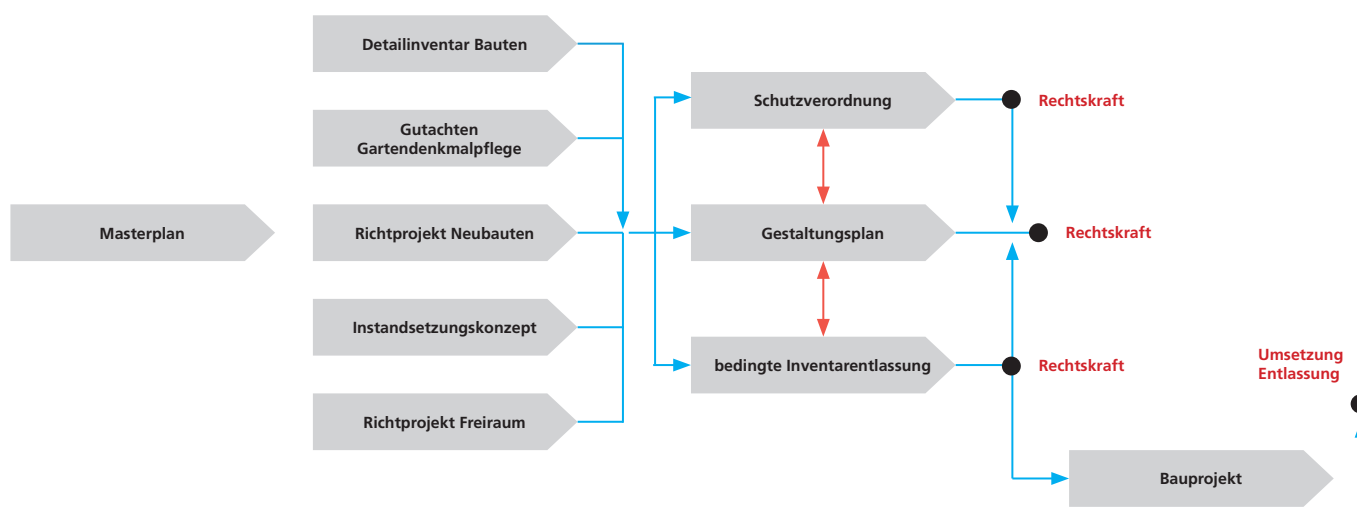 Masterplan
Detailinventar Bauten
Gutachten
Gartendenkmalpflege
Richtprojekt Neubauten
Instandsetzungskonzept
Richtprojekt Freiraum
Schutzverordnung
Rechtskraft
Gestaltungsplan
Rechtskraft
bedingte Inventarentlassung
Rechtskraft
Umsetzung
Entlassung
Bauprojekt